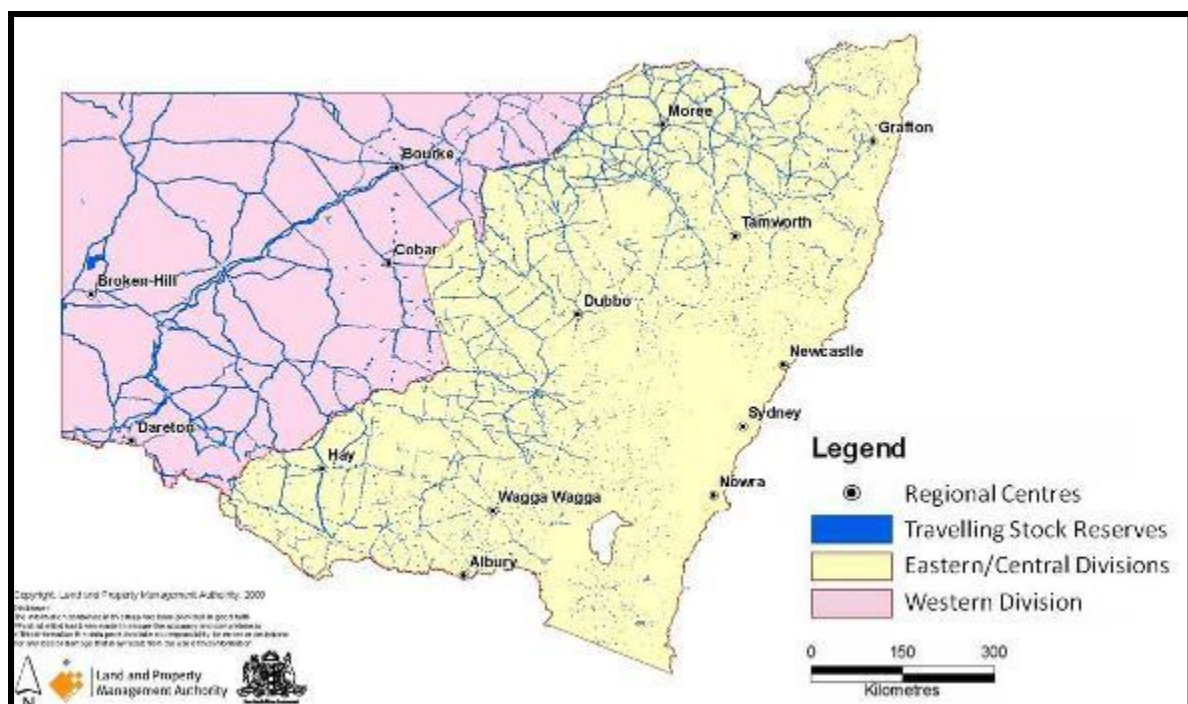 Moree
Grafton
Bourke
Tamworth
Cobar
Broken-Hill
Dubbo
Newcastle
Sydney
Dareton
Legend
Hay
Nowra
Regional Centres
Wagga Wagga
Travelling Stock Reserves
Albury
Eastern/Central Divisions
Western Division
Copyright. Land and Property Management Authority, 2009
0 150 300
Kilometres
Land and Property
Management Authority
N